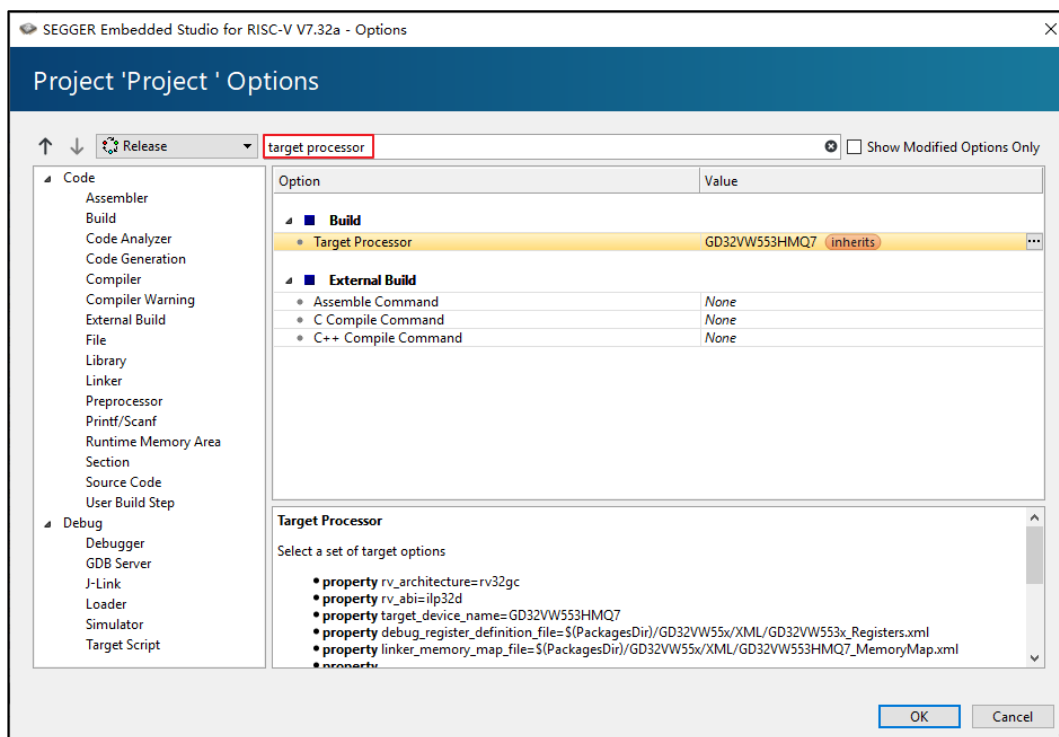 SEGGER Embedded Studio for RISC-V V7.32a - Options
Project 'Project ' Options
Release
target processor
Show Modified Options Only
Code
Assembler
Build
Code Analyzer
Code Generation
Compiler
Compiler Warning
External Build
File
Library
Linker
Preprocessor
Printf/Scanf
Runtime Memory Area
Section
Source Code
User Build Step
Debug
Debugger
GDB Server
J-Link
Loader
Simulator
Target Script
Option Value
Build
Target Processor GD32VW553HMQ7 inherits ...
External Build
Assemble Command None
C Compile Command None
C++ Compile Command None
Target Processor
Select a set of target options
• property rv_architecture=rv32gc
• property rv_abi=ilp32d
• property target_device_name=GD32VW553HMQ7
• property debug_register_definition_file=$(PackagesDir)/GD32VW55x/XML/GD32VW553x_Registers.xml
• property linker_memory_map_file=$(PackagesDir)/GD32VW55x/XML/GD32VW553HMQ7_MemoryMap.xml
• property
OK Cancel